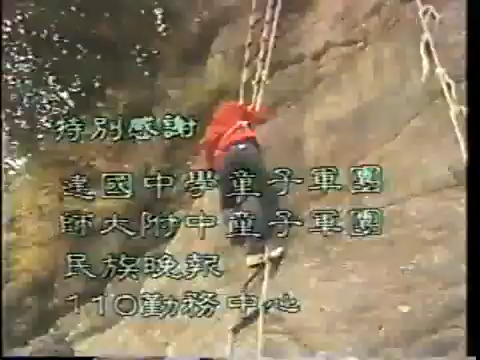 特別感謝
建國中學童子軍團
師大附中童子軍團
民族晚報
110勤務中心